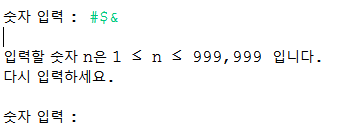 숫자 입력 : #$&
입력할 숫자 n은 1 ≤ n ≤ 999,999 입니다.
다시 입력하세요.
숫자 입력 :